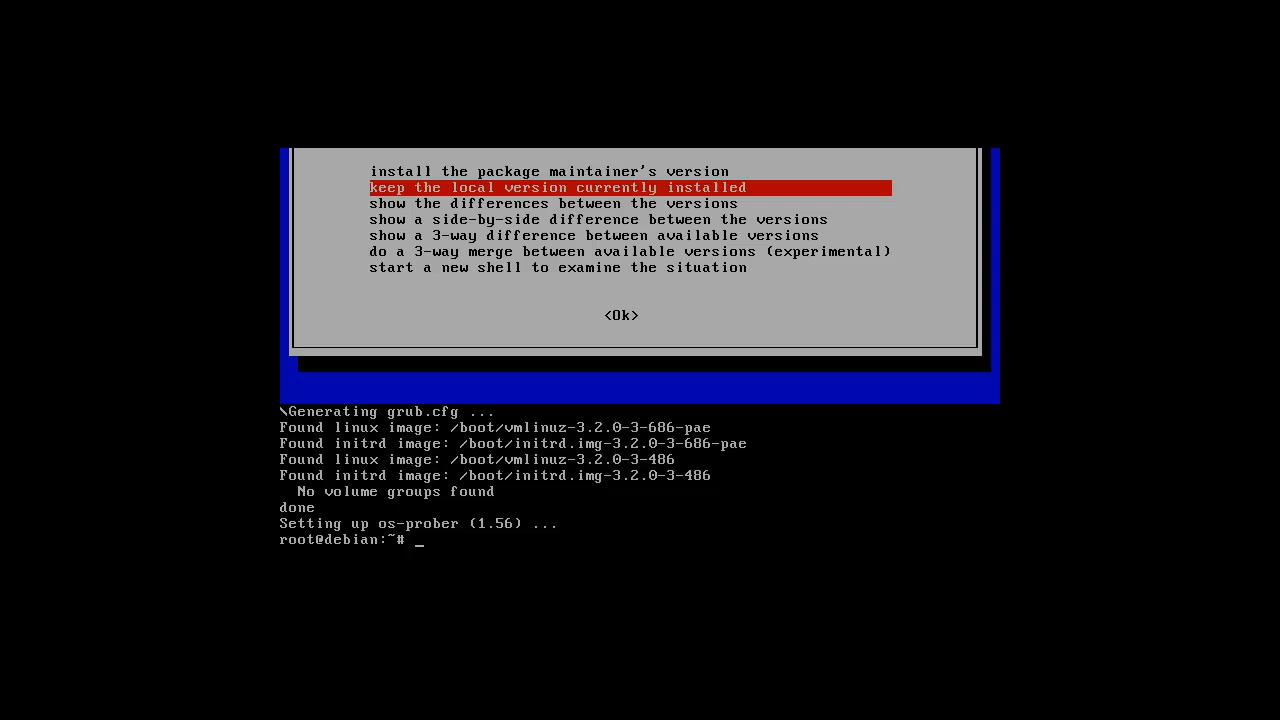 install the package maintainer's version
keep the local version currently installed
show the differences between the versions
show a side-by-side difference between the versions
show a 3-way difference between available versions
do a 3-way merge between available versions (experimental)
start a new shell to examine the situation
<Ok>
\Generating grub.cfg ...
Found linux image: /boot/vmlinuz-3.2.0-3-686-pae
Found initrd image: /boot/initrd.img-3.2.0-3-686-pae
Found linux image: /boot/vmlinuz-3.2.0-3-486
Found initrd image: /boot/initrd.img-3.2.0-3-486
  No volume groups found
done
Setting up os-prober (1.56) ...
root@debian:~# _